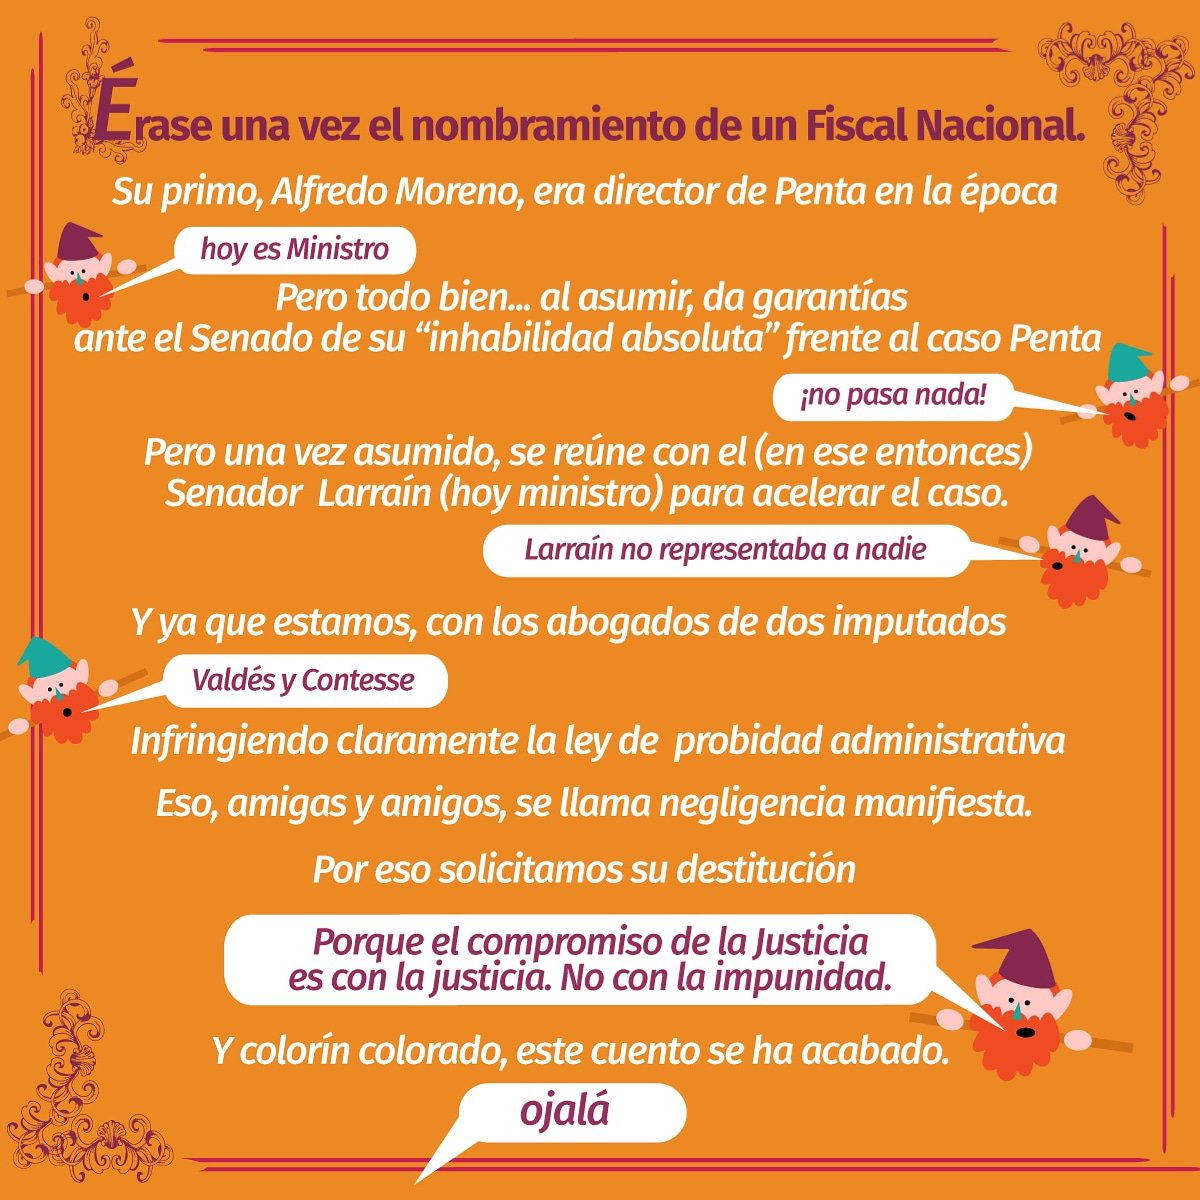 Érase una vez el nombramiento de un Fiscal Nacional.
Su primo, Alfredo Moreno, era director de Penta en la época
hoy es Ministro
Pero todo bien... al asumir, da garantías
ante el Senado de su “inhabilidad absoluta” frente al caso Penta
¡no pasa nada!
Pero una vez asumido, se reúne con el (en ese entonces)
Senador Larraín (hoy ministro) para acelerar el caso.
Larraín no representaba a nadie
Y ya que estamos, con los abogados de dos imputados
Valdés y Contesse
Infringiendo claramente la ley de probidad administrativa
Eso, amigas y amigos, se llama negligencia manifiesta.
Por eso solicitamos su destitución
Porque el compromiso de la Justicia
es con la justicia. No con la impunidad.
Y colorín colorado, este cuento se ha acabado.
ojalá